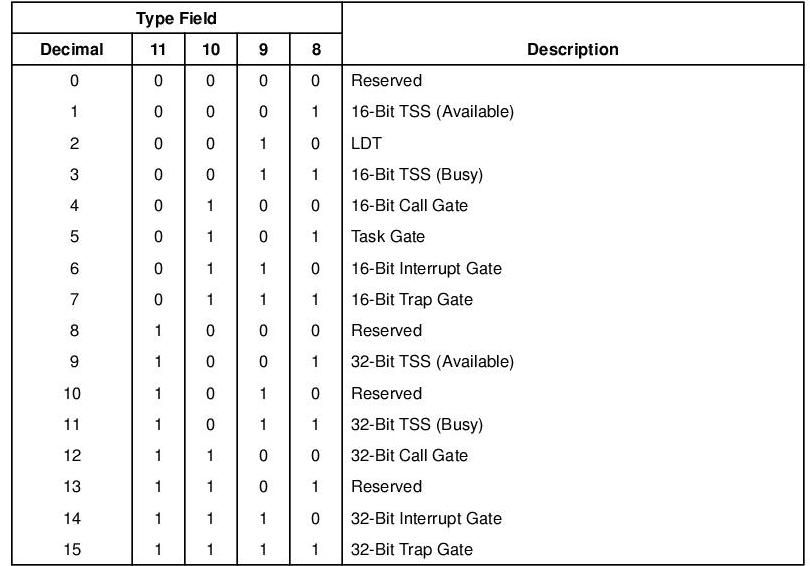 Type Field
Decimal 11 10 9 8 Description
0 0 0 0 0 Reserved
1 0 0 0 1 16-Bit TSS (Available)
2 0 0 1 0 LDT
3 0 0 1 1 16-Bit TSS (Busy)
4 0 1 0 0 16-Bit Call Gate
5 0 1 0 1 Task Gate
6 0 1 1 0 16-Bit Interrupt Gate
7 0 1 1 1 16-Bit Trap Gate
8 1 0 0 0 Reserved
9 1 0 0 1 32-Bit TSS (Available)
10 1 0 1 0 Reserved
11 1 0 1 1 32-Bit TSS (Busy)
12 1 1 0 0 32-Bit Call Gate
13 1 1 0 1 Reserved
14 1 1 1 0 32-Bit Interrupt Gate
15 1 1 1 1 32-Bit Trap Gate